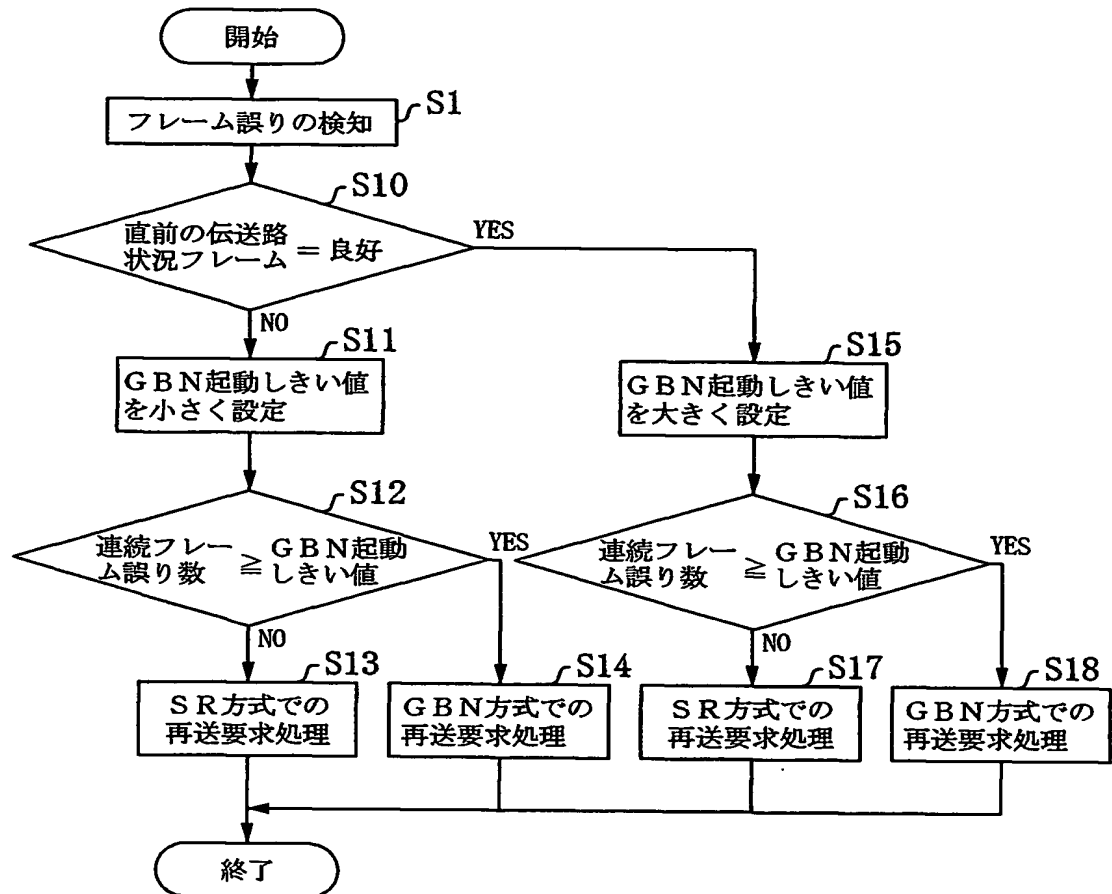 開始
フレーム誤りの検知
S1
S10
直前の伝送路
状況フレーム = 良好
YES
NO
S11
GBN起動しきい値
を小さく設定
S15
GBN起動しきい値
を大きく設定
S12
連続フレー
ム誤り数
≧
GBN起動
しきい値
YES
NO
S16
連続フレー
ム誤り数
≧
GBN起動
しきい値
YES
NO
S13
SR方式での
再送要求処理
S14
GBN方式での
再送要求処理
S17
SR方式での
再送要求処理
S18
GBN方式での
再送要求処理
終了